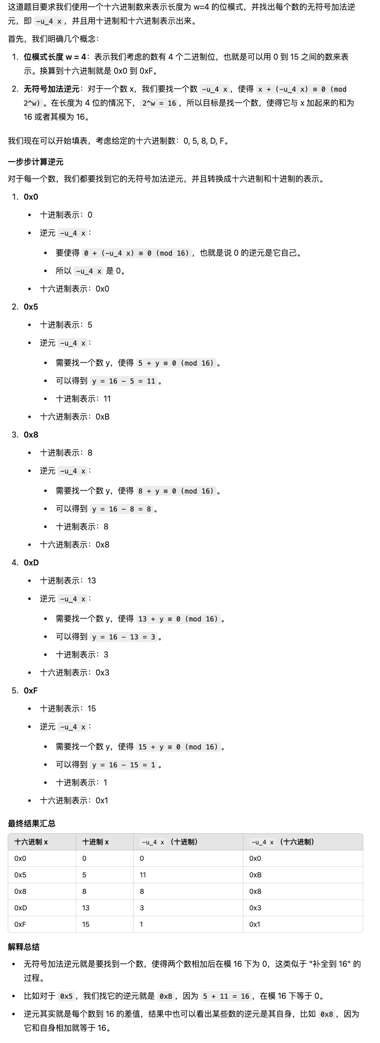 这道题目要求我们使用一个十六进制数来表示长度为 w=4 的位模式，并找出每个数的无符号加法逆
元，即 -u_4 x，并且用十进制和十六进制表示出来。
首先，我们明确几个概念：
1. 位模式长度 w = 4：表示我们考虑的数有 4 个二进制位，也就是可以用 0 到 15 之间的数来表
示。换算到十六进制就是 0x0 到 0xF。
2. 无符号加法逆元：对于一个数 x，我们要找一个数 -u_4 x，使得 x + (-u_4 x) ≡ 0 (mod
2^w)。在长度为 4 位的情况下，2^w = 16，所以目标是找一个数，使得它与 x 加起来的和为
16 或者其模为 16。
我们现在可以开始填表，考虑给定的十六进制数：0, 5, 8, D, F。
一步步计算逆元
对于每一个数，我们都要找到它的无符号加法逆元，并且转换成十六进制和十进制的表示。
1. 0x0
• 十进制表示：0
• 逆元 -u_4 x：
• 要使得 0 + (-u_4 x) ≡ 0 (mod 16)，也就是说 0 的逆元是它自己。
• 所以 -u_4 x 是 0。
• 十六进制表示：0x0
2. 0x5
• 十进制表示：5
• 逆元 -u_4 x：
• 需要找一个数 y，使得 5 + y ≡ 0 (mod 16)。
• 可以得到 y = 16 - 5 = 11。
• 十进制表示：11
• 十六进制表示：0xB
3. 0x8
• 十进制表示：8
• 逆元 -u_4 x：
• 需要找一个数 y，使得 8 + y ≡ 0 (mod 16)。
• 可以得到 y = 16 - 8 = 8。
• 十进制表示：8
• 十六进制表示：0x8
4. 0xD
• 十进制表示：13
• 逆元 -u_4 x：
• 需要找一个数 y，使得 13 + y ≡ 0 (mod 16)。
• 可以得到 y = 16 - 13 = 3。
• 十进制表示：3
• 十六进制表示：0x3
5. 0xF
• 十进制表示：15
• 逆元 -u_4 x：
• 需要找一个数 y，使得 15 + y ≡ 0 (mod 16)。
• 可以得到 y = 16 - 15 = 1。
• 十进制表示：1
• 十六进制表示：0x1
最终结果汇总
十六进制 x 十进制 x -u_4 x（十进制） -u_4 x（十六进制）
0x0 0 0 0x0
0x5 5 11 0xB
0x8 8 8 0x8
0xD 13 3 0x3
0xF 15 1 0x1
解释总结
• 无符号加法逆元就是要找到一个数，使得两个数相加后在模 16 下为 0，这类似于 "补全到 16" 的
过程。
• 比如对于 0x5，我们找它的逆元就是 0xB，因为 5 + 11 = 16，在模 16 下等于 0。
• 逆元其实就是每个数到 16 的差值，结果中也可以看出某些数的逆元是其自身，比如 0x8，因为
它和自身相加就等于 16。